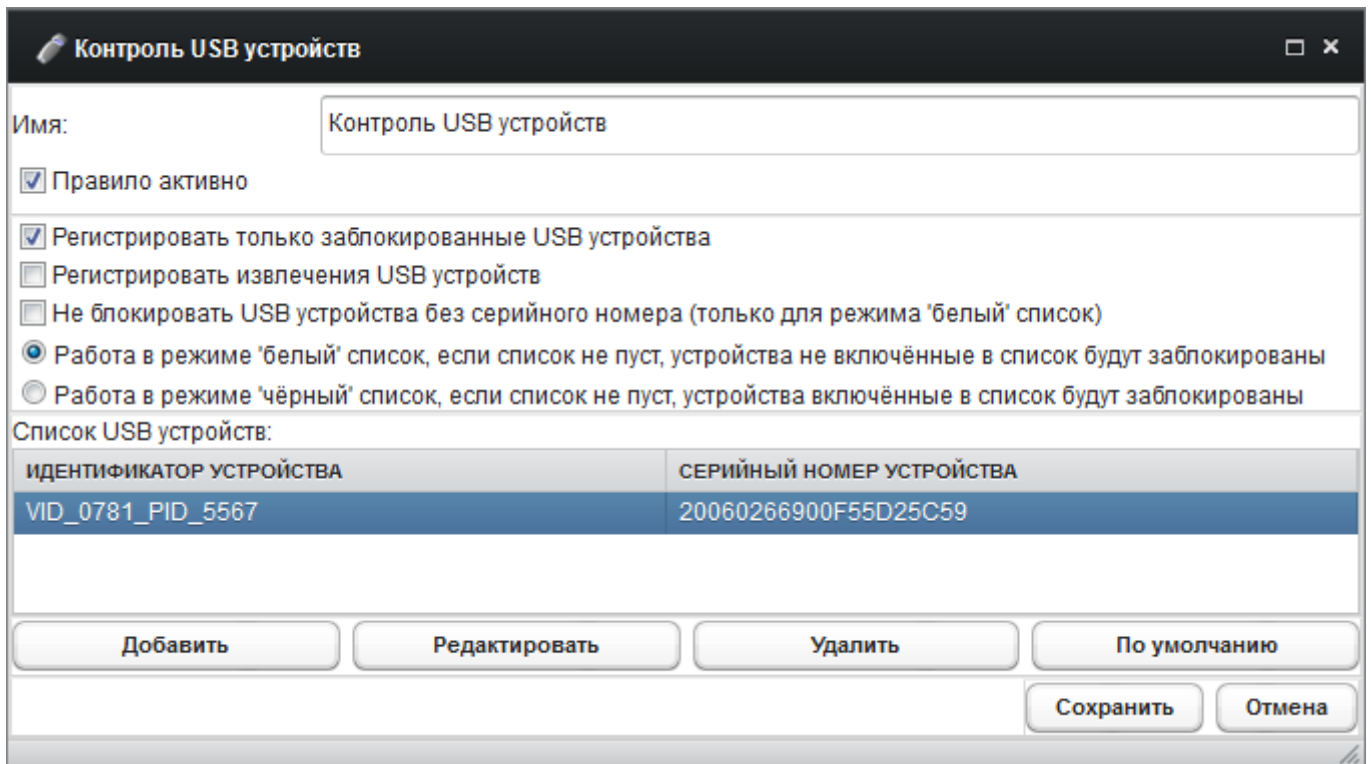 Контроль USB устройств
Имя: Контроль USB устройств
Правило активно
Регистрировать только заблокированные USB устройства
Регистрировать извлечения USB устройств
Не блокировать USB устройства без серийного номера (только для режима 'белый' список)
Работа в режиме 'белый' список, если список не пуст, устройства не включённые в список будут заблокированы
Работа в режиме 'чёрный' список, если список не пуст, устройства включённые в список будут заблокированы
Список USB устройств:
ИДЕНТИФИКАТОР УСТРОЙСТВА СЕРИЙНЫЙ НОМЕР УСТРОЙСТВА
VID_0781_PID_5567 20060266900F55D25C59
Добавить Редактировать Удалить По умолчанию
Сохранить Отмена